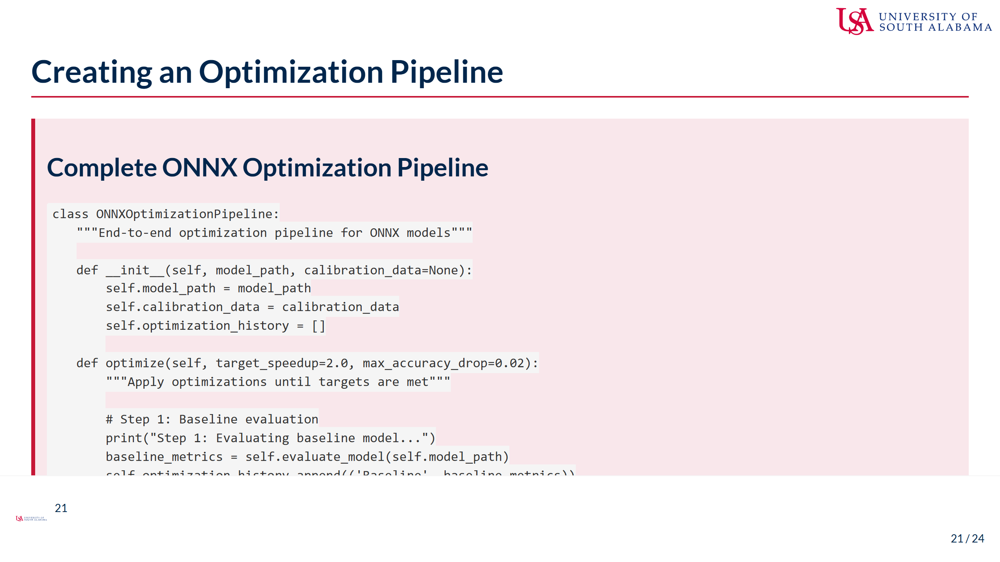 USA UNIVERSITY OF
SOUTH ALABAMA
Creating an Optimization Pipeline
Complete ONNX Optimization Pipeline
class ONNXOptimizationPipeline:
    """End-to-end optimization pipeline for ONNX models"""
    def __init__(self, model_path, calibration_data=None):
        self.model_path = model_path
        self.calibration_data = calibration_data
        self.optimization_history = []
    def optimize(self, target_speedup=2.0, max_accuracy_drop=0.02):
        """Apply optimizations until targets are met"""
        # Step 1: Baseline evaluation
        print("Step 1: Evaluating baseline model...")
        baseline_metrics = self.evaluate_model(self.model_path)
        self.optimization_history.append(('Baseline', baseline_metrics))
21
USA UNIVERSITY OF
SOUTH ALABAMA
21 / 24